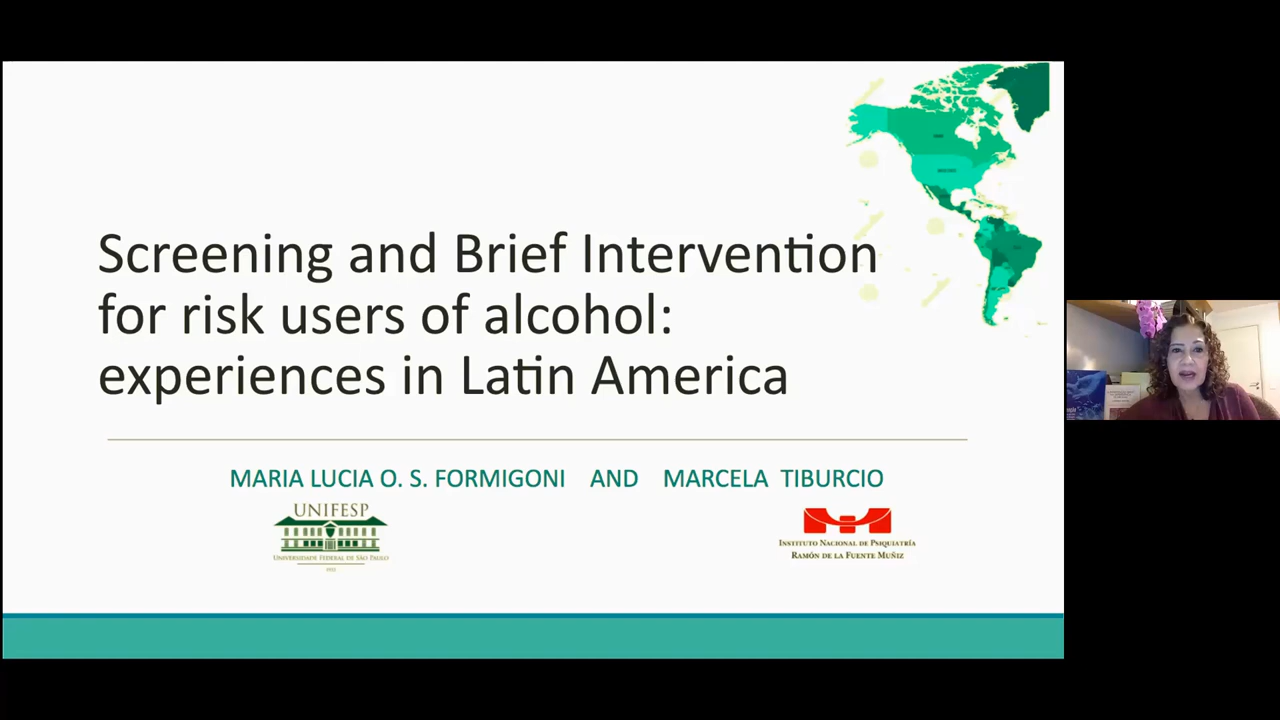 Screening and Brief Intervention
for risk users of alcohol:
experiences in Latin America
MARIA LUCIA O. S. FORMIGONI AND MARCELA TIBURCIO
UNIFESP
UNIVERSIDADE FEDERAL DE SÃO PAULO
INSTITUTO NACIONAL DE PSIQUIATRÍA
RAMÓN DE LA FUENTE MUÑIZ